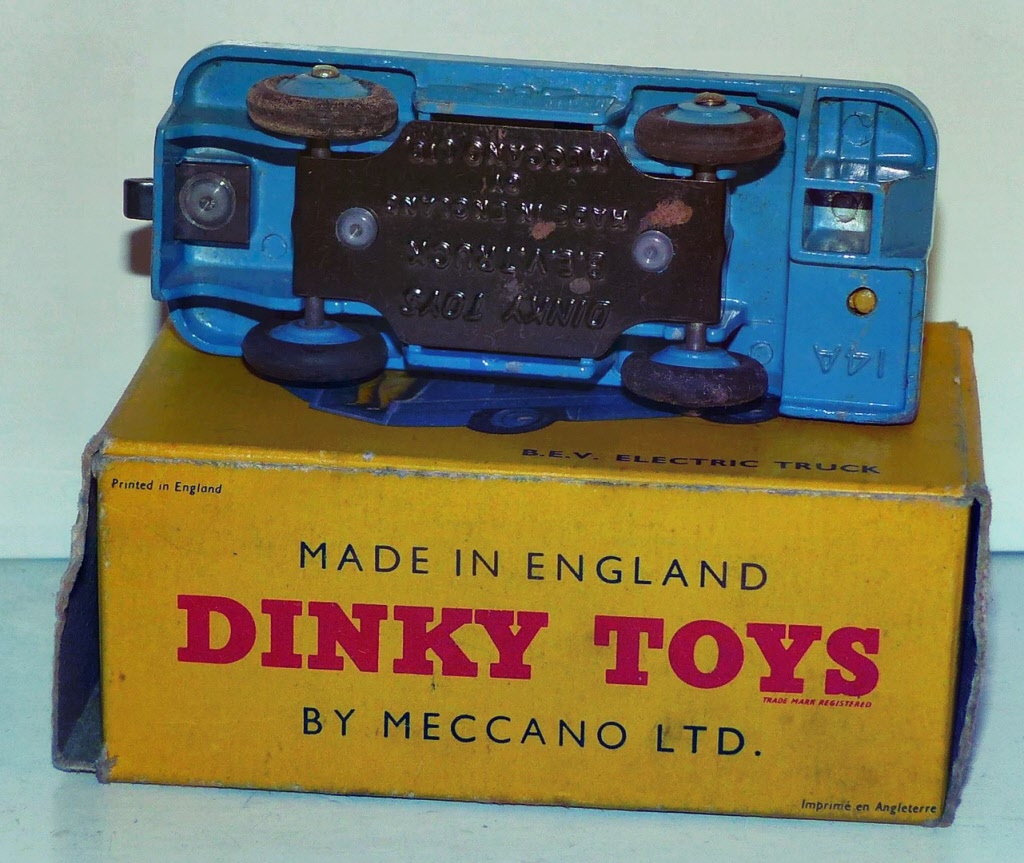 MECCANO LTD.
BY
MADE IN ENGLAND
B.E.V. TRUCK
DINKY TOYS
14A
B.E.V. ELECTRIC TRUCK
Printed in England
MADE IN ENGLAND
DINKY TOYS
TRADE MARK REGISTERED
BY MECCANO LTD.
Imprimé en Angleterre